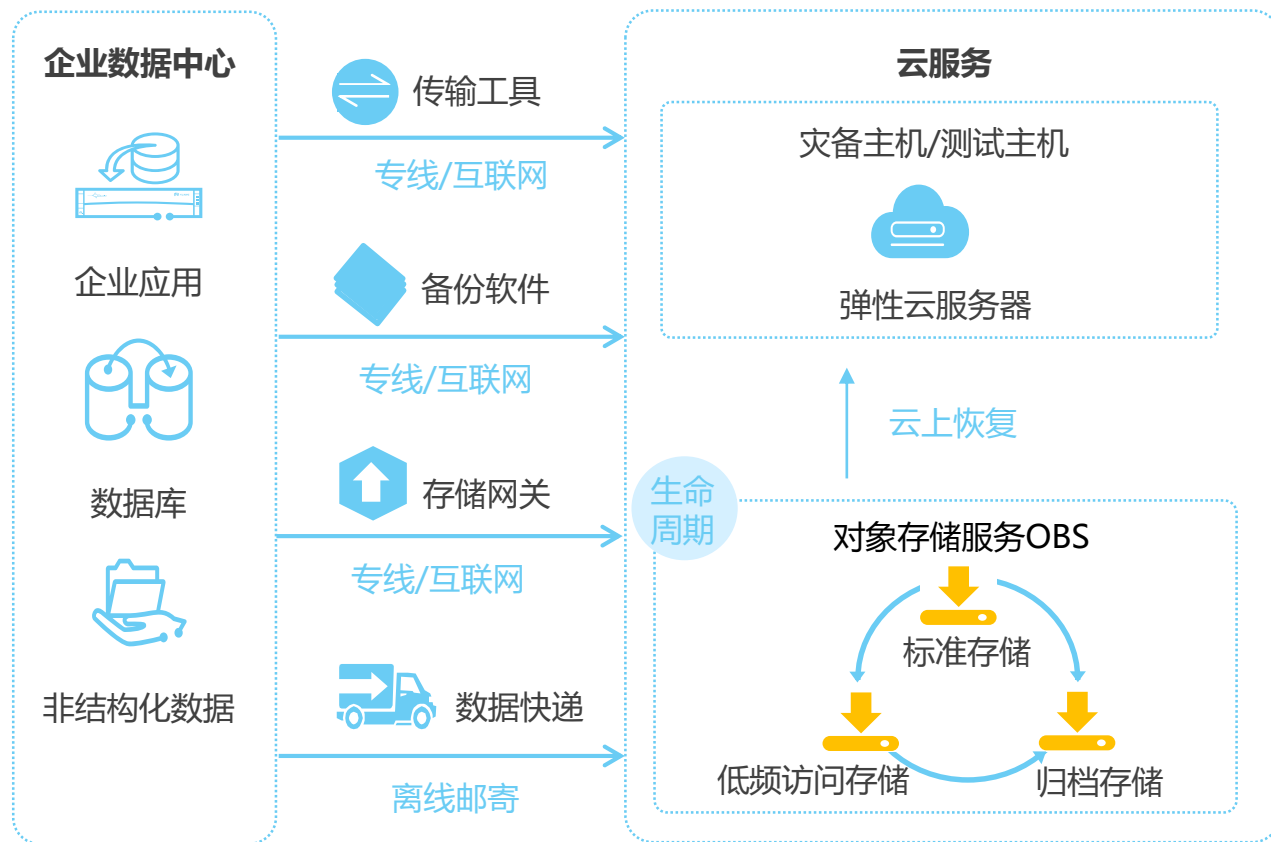 企业数据中心
企业应用
数据库
非结构化数据
传输工具
专线/互联网
备份软件
专线/互联网
存储网关
专线/互联网
数据快递
离线邮寄
云服务
灾备主机/测试主机
弹性云服务器
云上恢复
生命
周期
对象存储服务OBS
标准存储
低频访问存储
归档存储